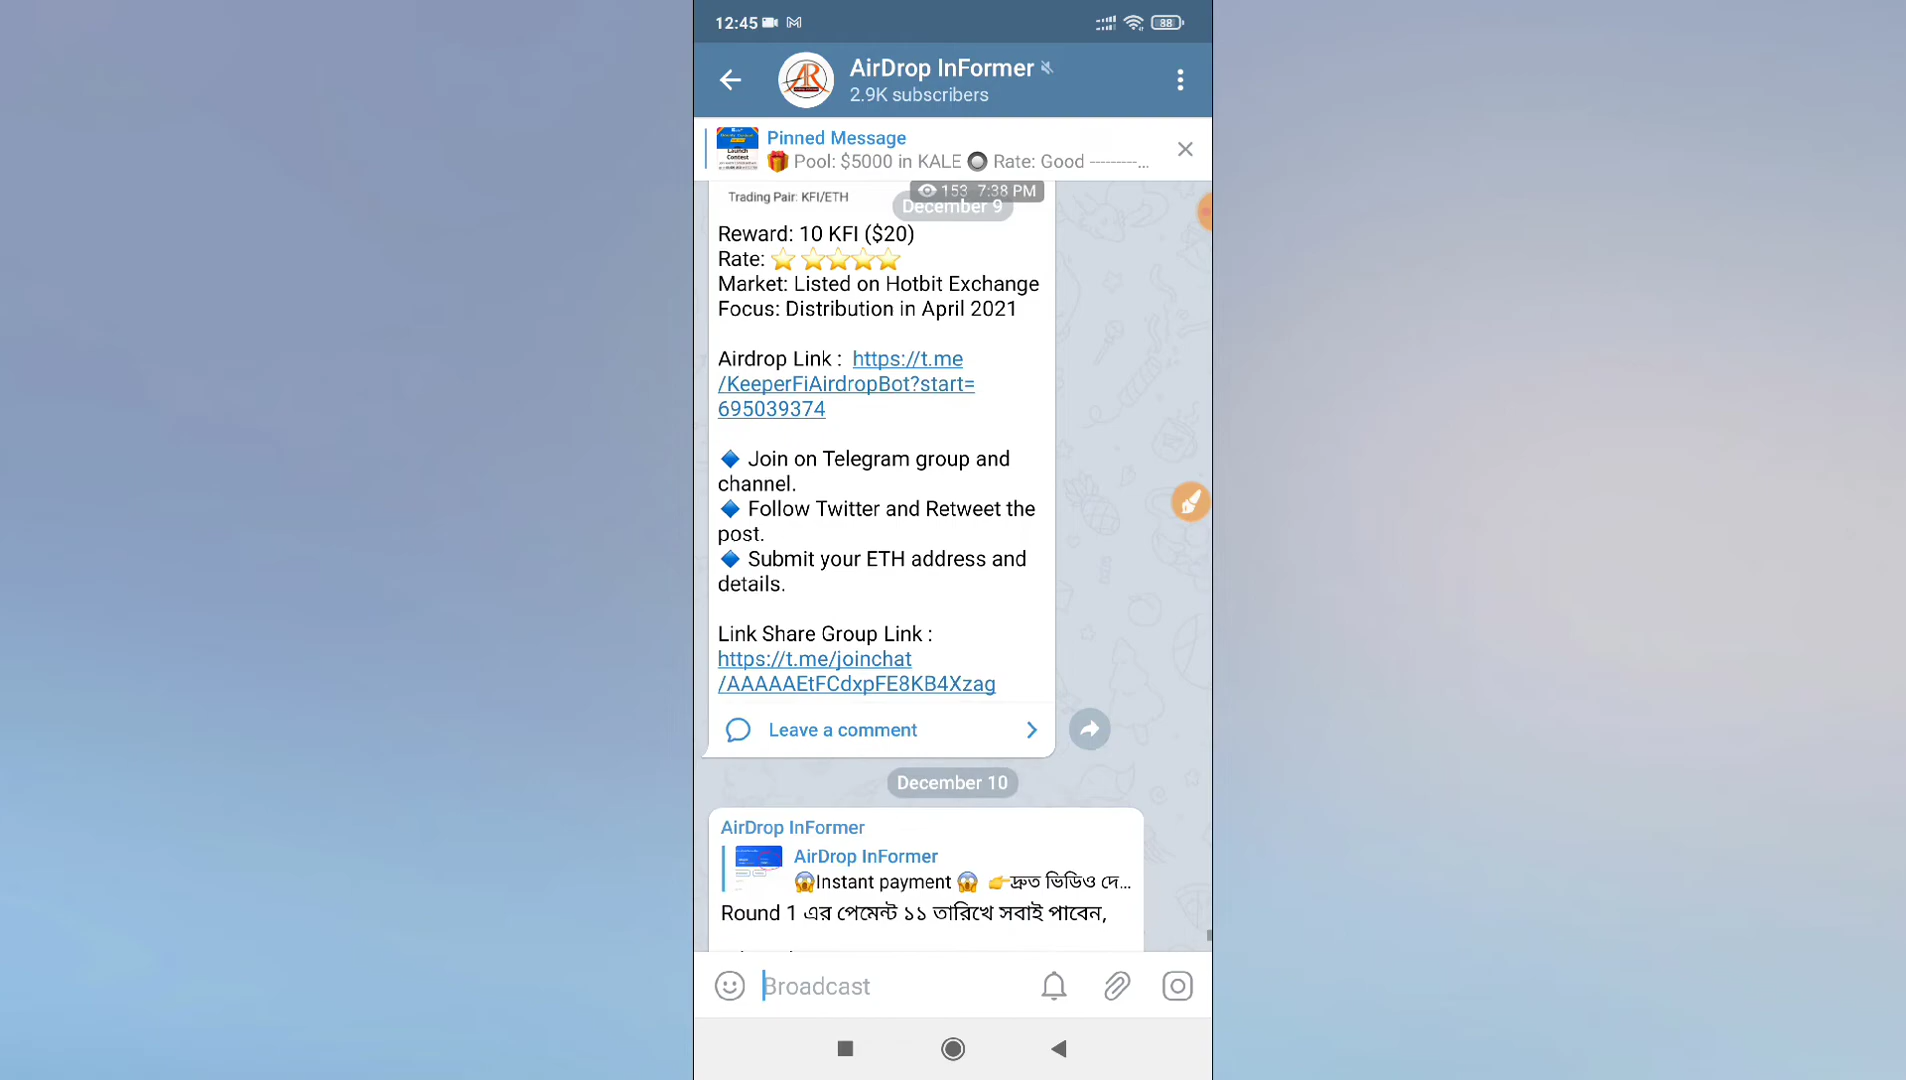 12:45
88
AirDrop InFormer
2.9K subscribers
Pinned Message
🎁 Pool: $5000 in KALE 🔘 Rate: Good ---------...
Trading Pair: KFI/ETH
153 7:38 PM
December 9
Reward: 10 KFI ($20)
Rate: ⭐ ⭐⭐⭐⭐
Market: Listed on Hotbit Exchange
Focus: Distribution in April 2021
Airdrop Link : https://t.me
/KeeperFiAirdropBot?start=
695039374
🔹 Join on Telegram group and
channel.
🔹 Follow Twitter and Retweet the
post.
🔹 Submit your ETH address and
details.
Link Share Group Link :
https://t.me/joinchat
/AAAAAEtFCdxpFE8KB4Xzag
Leave a comment
December 10
AirDrop InFormer
AirDrop InFormer
😱Instant payment 😱 👉দ্রুত ভিডিও দে...
Round 1 এর পেমেন্ট ১১ তারিখে সবাই পাবেন,
Broadcast